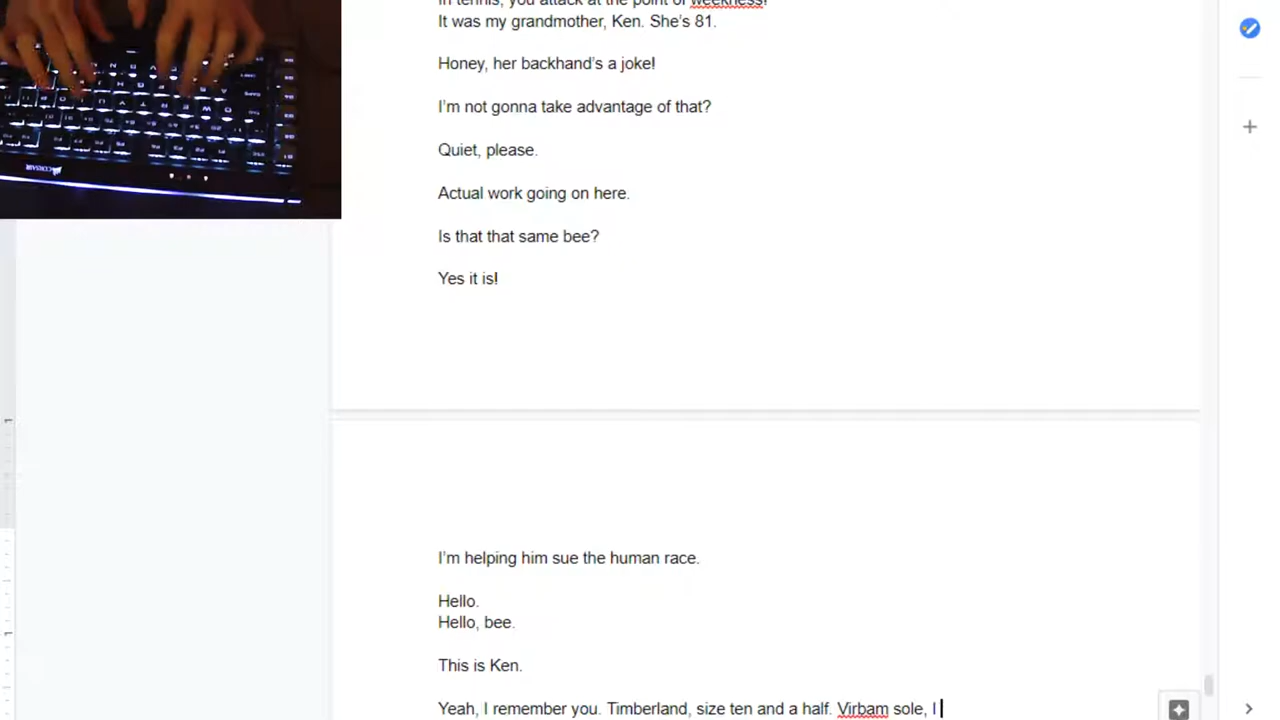 In tennis, you attack at the point of weekness!
It was my grandmother, Ken. She's 81.
Honey, her backhand's a joke!
I'm not gonna take advantage of that?
Quiet, please.
Actual work going on here.
Is that that same bee?
Yes it is!
I'm helping him sue the human race.
Hello.
Hello, bee.
This is Ken.
Yeah, I remember you. Timberland, size ten and a half. Virbam sole, I